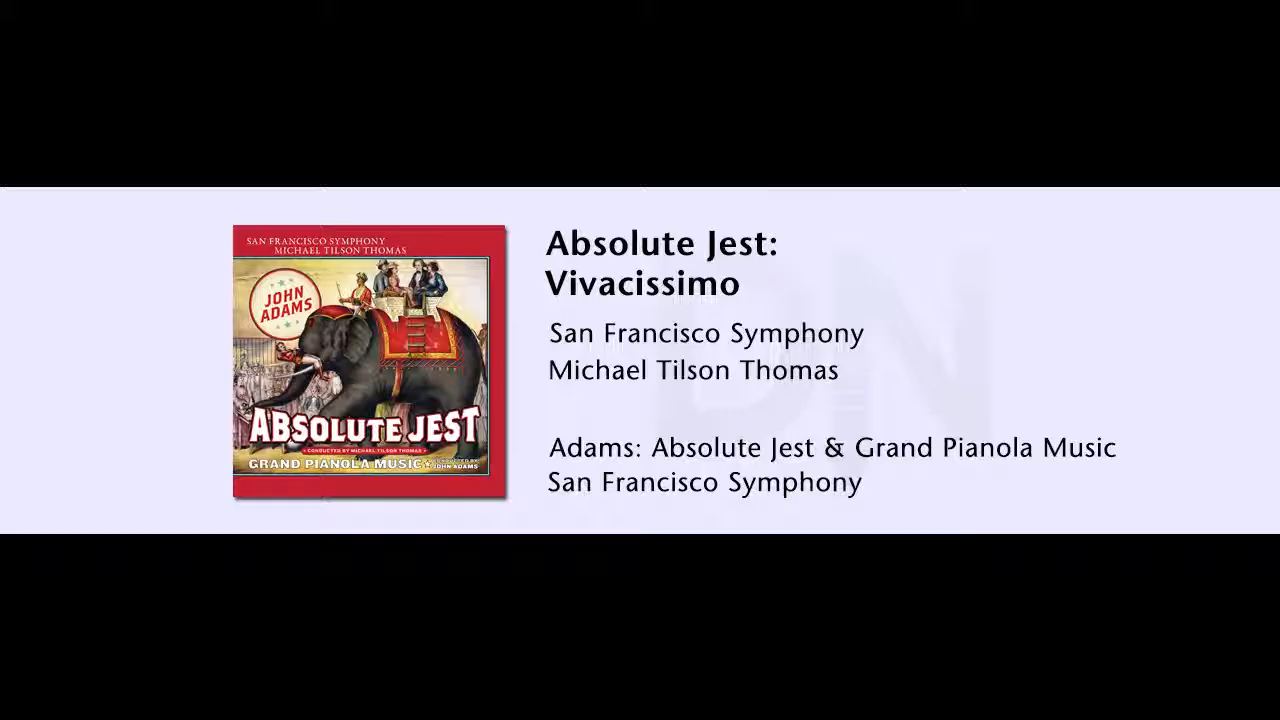 SAN FRANCISCO SYMPHONY
MICHAEL TILSON THOMAS
JOHN
ADAMS
ABSOLUTE JEST
CONDUCTED BY MICHAEL TILSON THOMAS
GRAND PIANOLA MUSIC
CONDUCTED BY
JOHN ADAMS
Absolute Jest:
Vivacissimo
San Francisco Symphony
Michael Tilson Thomas
Adams: Absolute Jest & Grand Pianola Music
San Francisco Symphony
DN